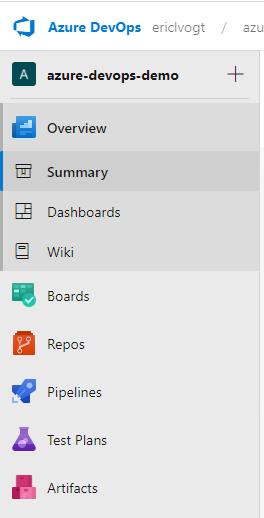 Azure DevOps ericlvogt / azu
A azure-devops-demo +
Overview
Summary
Dashboards
Wiki
Boards
Repos
Pipelines
Test Plans
Artifacts